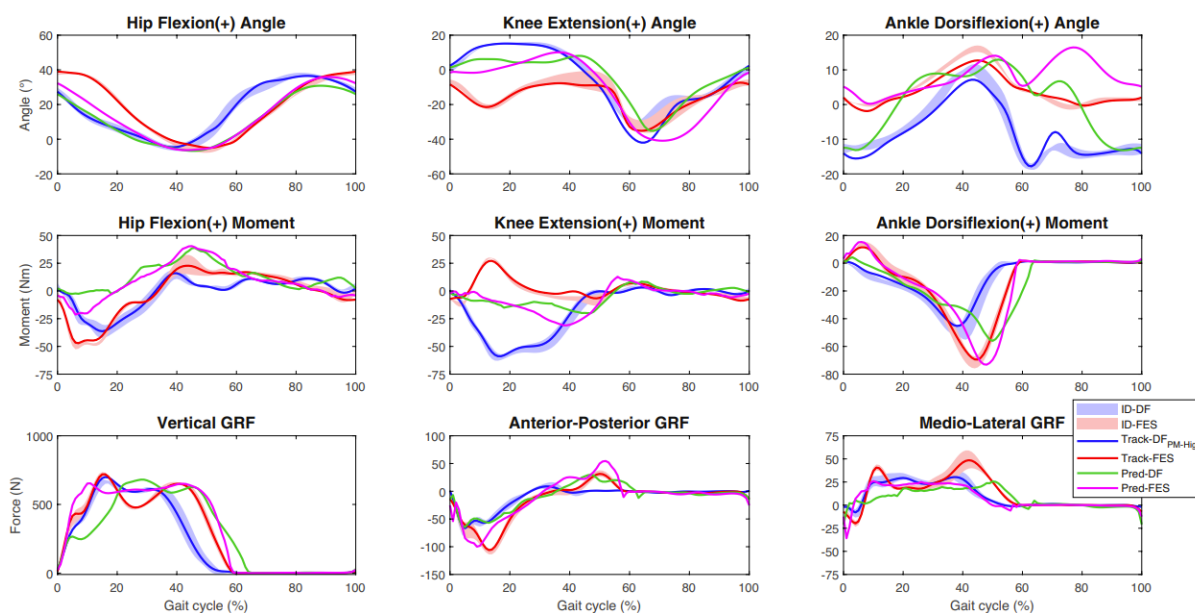 Hip Flexion(+) Angle
Knee Extension(+) Angle
Ankle Dorsiflexion(+) Angle
Angle (°)
60
40
20
0
-20
0 20 40 60 80 100
20
0
-20
-40
-60
0 20 40 60 80 100
20
10
0
-10
-20
0 20 40 60 80 100
Hip Flexion(+) Moment
Knee Extension(+) Moment
Ankle Dorsiflexion(+) Moment
Moment (Nm)
50
25
0
-25
-50
-75
0 20 40 60 80 100
50
25
0
-25
-50
-75
0 20 40 60 80 100
20
0
-20
-40
-60
-80
0 20 40 60 80 100
Vertical GRF
Anterior-Posterior GRF
Medio-Lateral GRF
Force (N)
1000
500
0
0 20 40 60 80 100
Gait cycle (%)
100
50
0
-50
-100
-150
0 20 40 60 80 100
Gait cycle (%)
75
50
25
0
-25
-50
-75
0 20 40 60 80 100
Gait cycle (%)
ID-DF
ID-FES
Track-DF PM-Hig
Track-FES
Pred-DF
Pred-FES